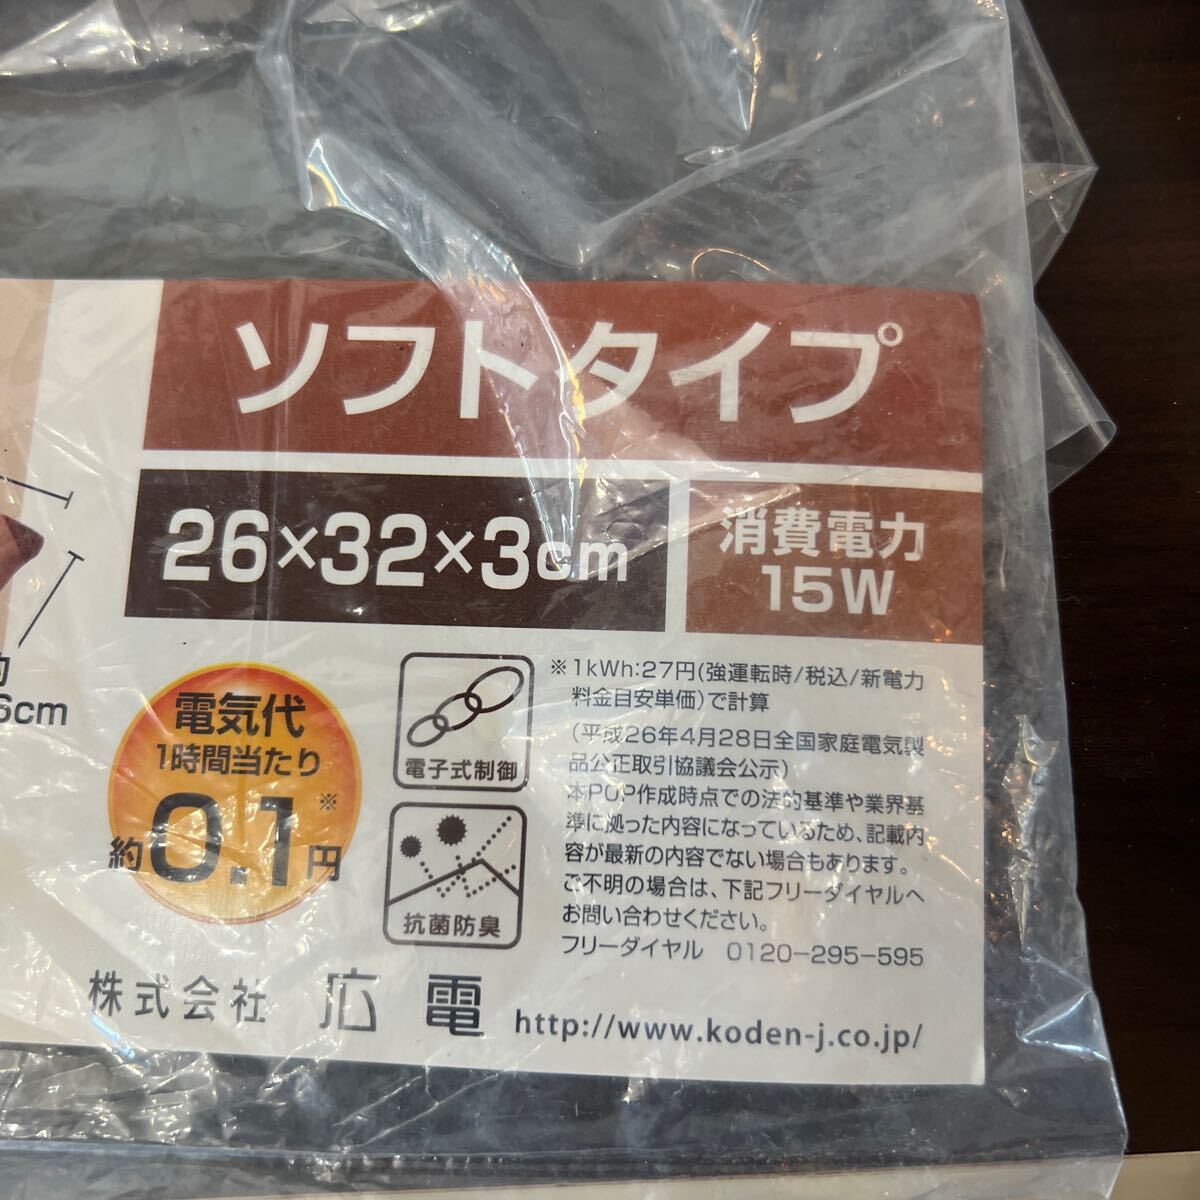 ソフトタイプ
26×32×3cm
消費電力
15W
6cm
電気代
1時間当たり
約0.1円※
電子式制御
抗菌防臭
※1kWh:27円(強運転時/税込/新電力
料金目安単価)で計算
(平成26年4月28日全国家庭電気製
品公正取引協議会公示)
本POP作成時点での法的基準や業界基
準に拠った内容になっているため、記載内
容が最新の内容でない場合もあります。
ご不明の場合は、下記フリーダイヤルへ
お問い合わせください。
フリーダイヤル 0120-295-595
株式会社 広電 http://www.koden-j.co.jp/